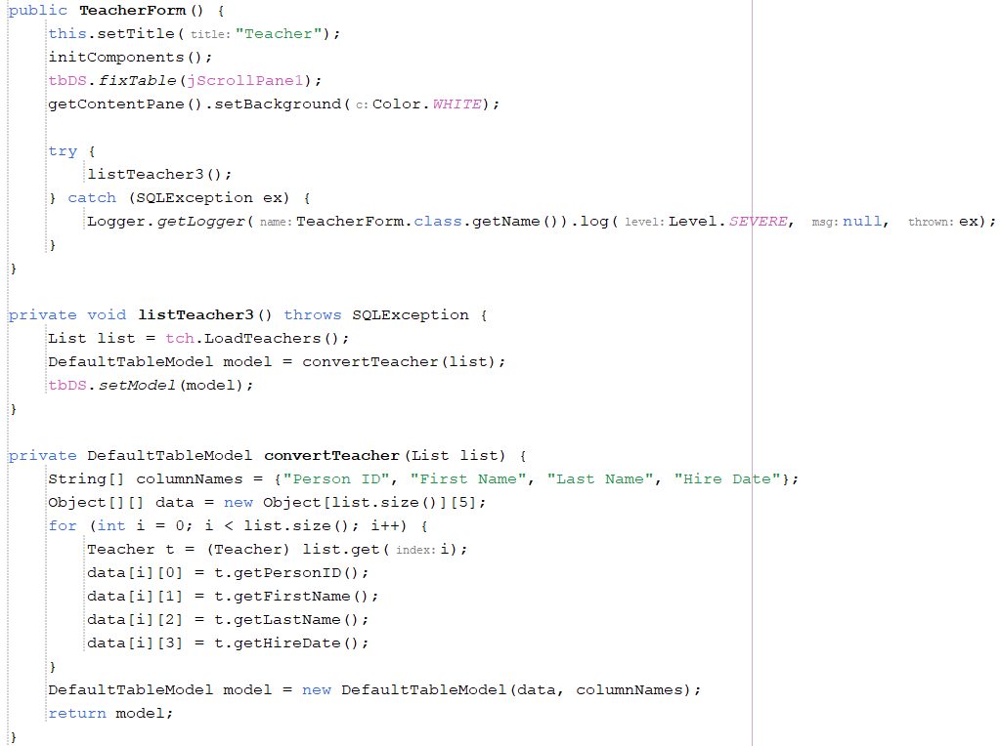 public TeacherForm() {
this.setTitle( title: "Teacher");
initComponents();
tbDS.fixTable(jScrollPane1);
getContentPane().setBackground( c: Color.WHITE);
try {
listTeacher3();
} catch (SQLException ex) {
Logger.getLogger( name: TeacherForm.class.getName()).log( level: Level.SEVERE, msg: null, thrown: ex);
}
}
private void listTeacher3() throws SQLException {
List list = tch.LoadTeachers();
DefaultTableModel model = convertTeacher(list);
tbDS.setModel(model);
}
private DefaultTableModel convertTeacher(List list) {
String[] columnNames = {"Person ID", "First Name", "Last Name", "Hire Date"};
Object[][] data = new Object[list.size()][5];
for (int i = 0; i < list.size(); i++) {
Teacher t = (Teacher) list.get( index: i);
data[i][0] = t.getPersonID();
data[i][1] = t.getFirstName();
data[i][2] = t.getLastName();
data[i][3] = t.getHireDate();
}
DefaultTableModel model = new DefaultTableModel(data, columnNames);
return model;
}